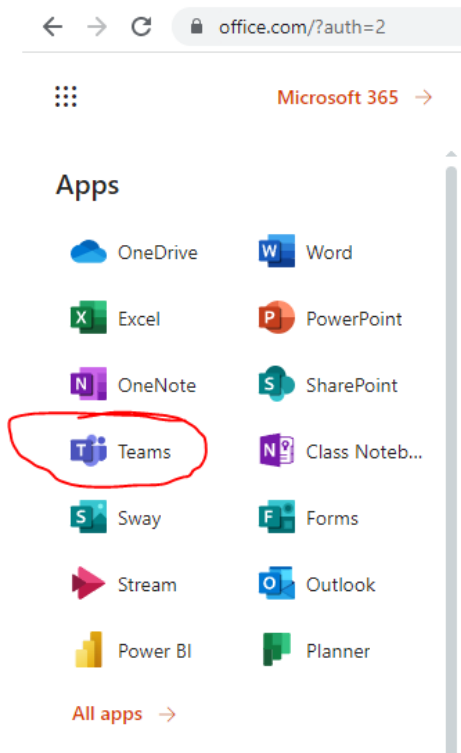 office.com/?auth=2
Microsoft 365 →
Apps
OneDrive Word
Excel PowerPoint
OneNote SharePoint
Teams Class Noteb...
Sway Forms
Stream Outlook
Power BI Planner
All apps →